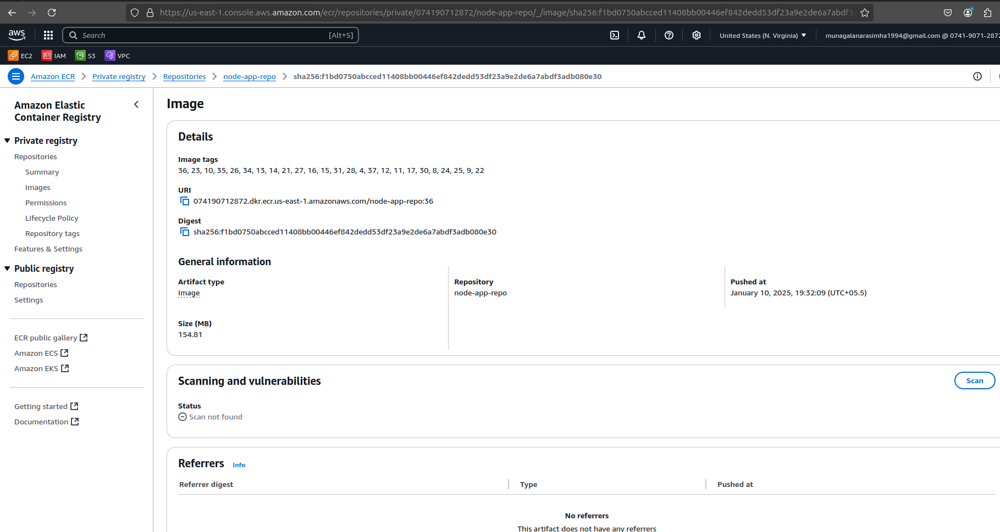 https://us-east-1.console.aws.amazon.com/ecr/repositories/private/074190712872/node-app-repo/_/image/sha256:f1bd0750abcced11408bb00446ef842dedd53df23a9e2de6a7abdf3
aws
Search [Alt+S]
United States (N. Virginia)
munagalanarasimha1994@gmail.com @ 0741-9071-2872
EC2 IAM S3 VPC
Amazon ECR Private registry Repositories node-app-repo sha256:f1bd0750abcced11408bb00446ef842dedd53df23a9e2de6a7abdf3adb080e30
Amazon Elastic
Container Registry
Private registry
Repositories
Summary
Images
Permissions
Lifecycle Policy
Repository tags
Features & Settings
Public registry
Repositories
Settings
ECR public gallery
Amazon ECS
Amazon EKS
Getting started
Documentation
Image
Details
Image tags
36, 23, 10, 35, 26, 34, 13, 14, 21, 27, 16, 15, 31, 28, 4, 37, 12, 11, 17, 30, 8, 24, 25, 9, 22
URI
074190712872.dkr.ecr.us-east-1.amazonaws.com/node-app-repo:36
Digest
sha256:f1bd0750abcced11408bb00446ef842dedd53df23a9e2de6a7abdf3adb080e30
General information
Artifact type
Image
Repository
node-app-repo
Pushed at
January 10, 2025, 19:32:09 (UTC+05.5)
Size (MB)
154.81
Scanning and vulnerabilities
Scan
Status
Scan not found
Referrers Info
Referrer digest Type Pushed at
No referrers
This artifact does not have any referrers